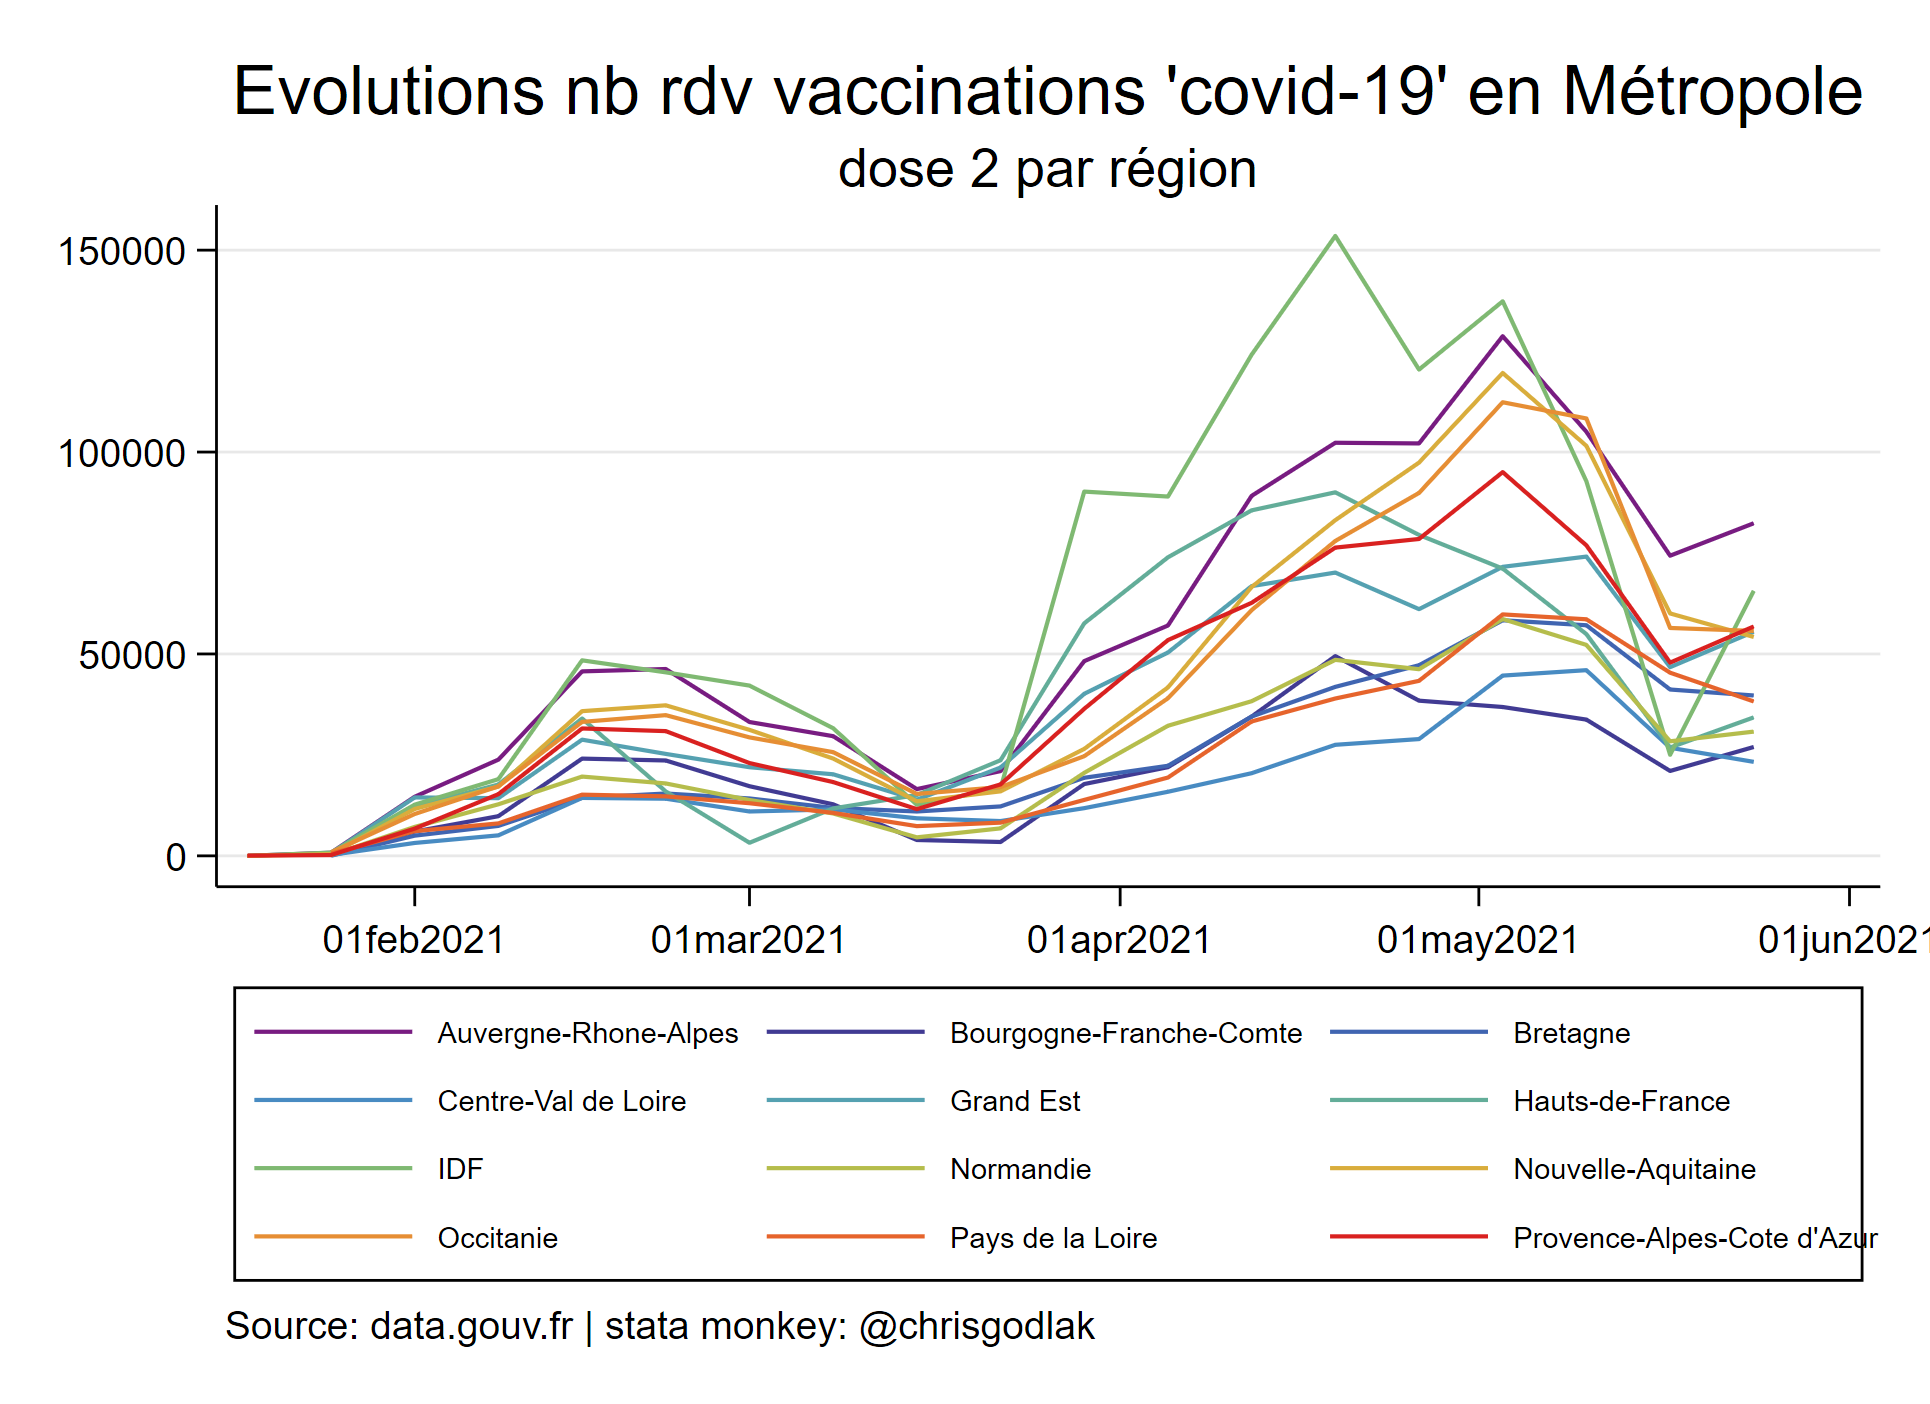 Evolutions nb rdv vaccinations 'covid-19' en Métropole
dose 2 par région
150000
100000
50000
0
01feb2021 01mar2021 01apr2021 01may2021 01jun2021
Auvergne-Rhone-Alpes Bourgogne-Franche-Comte Bretagne
Centre-Val de Loire Grand Est Hauts-de-France
IDF Normandie Nouvelle-Aquitaine
Occitanie Pays de la Loire Provence-Alpes-Cote d'Azur
Source: data.gouv.fr | stata monkey: @chrisgodlak